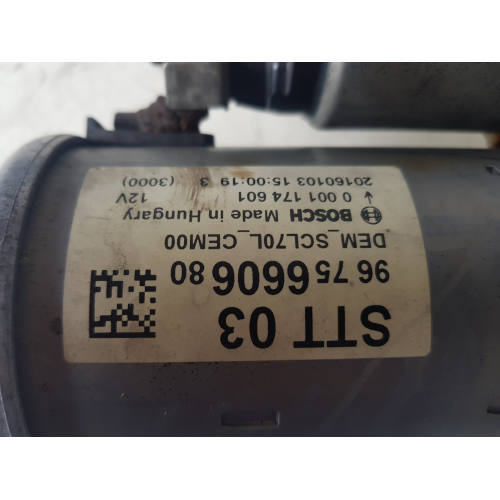 STT 03
96 75 6606 80
DEM_SCL70L_CEM00
BOSCH Made in Hungary
0 001 174 601 12V
20160103 15:00:19 3 (3000)